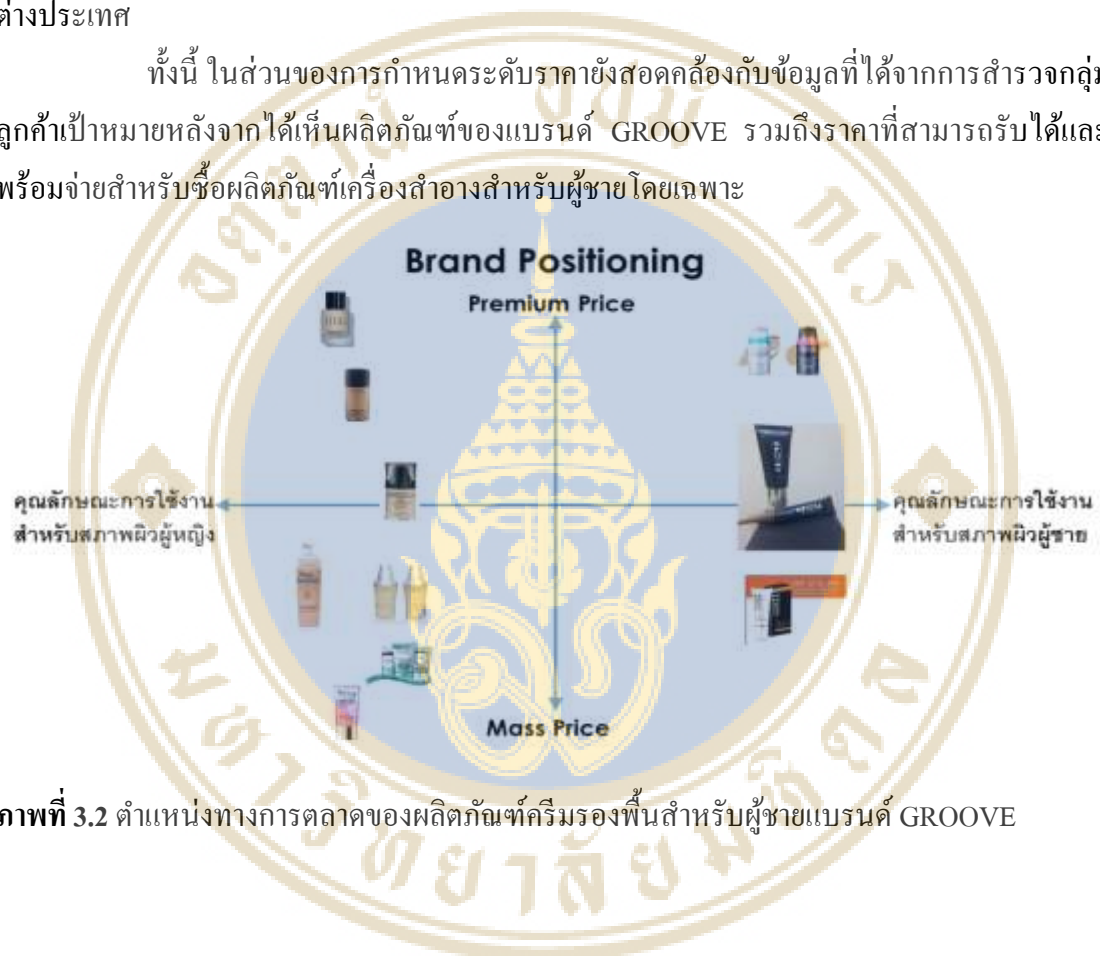 ต่างประเทศ
ทั้งนี้ ในส่วนของการกำหนดระดับราคายังสอดคล้องกับข้อมูลที่ได้จากการสำรวจกลุ่ม
ลูกค้าเป้าหมายหลังจากได้เห็นผลิตภัณฑ์ของแบรนด์ GROOVE รวมถึงราคาที่สามารถรับได้และ
พร้อมจ่ายสำหรับซื้อผลิตภัณฑ์เครื่องสำอางสำหรับผู้ชายโดยเฉพาะ
Brand Positioning
Premium Price
คุณลักษณะการใช้งาน
สำหรับสภาพผิวผู้หญิง
คุณลักษณะการใช้งาน
สำหรับสภาพผิวผู้ชาย
Mass Price
ภาพที่ 3.2 ตำแหน่งทางการตลาดของผลิตภัณฑ์ครีมรองพื้นสำหรับผู้ชายแบรนด์ GROOVE
มหาวิทยาลัยมหิดล